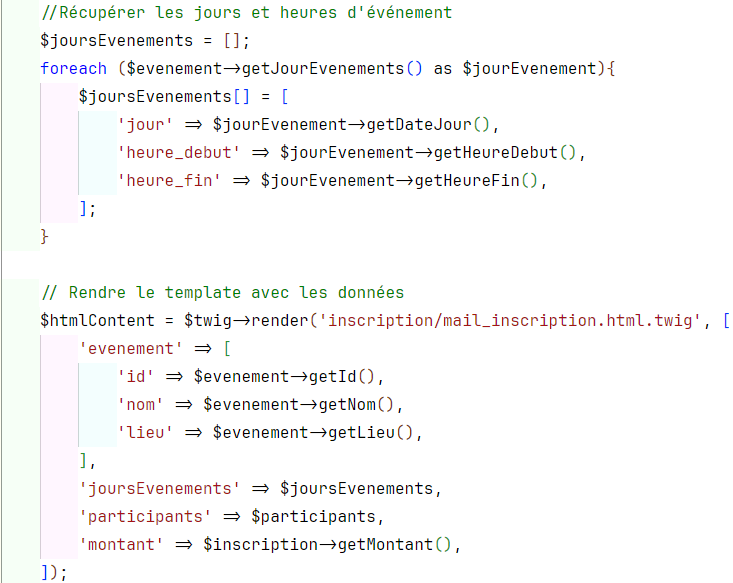 //Récupérer les jours et heures d'événement
$joursEvenements = [];
foreach ($evenement->getJourEvenements() as $jourEvenement){
    $joursEvenements[] = [
        'jour' => $jourEvenement->getDateJour(),
        'heure_debut' => $jourEvenement->getHeureDebut(),
        'heure_fin' => $jourEvenement->getHeureFin(),
    ];
}

// Rendre le template avec les données
$htmlContent = $twig->render('inscription/mail_inscription.html.twig', [
    'evenement' => [
        'id' => $evenement->getId(),
        'nom' => $evenement->getNom(),
        'lieu' => $evenement->getLieu(),
    ],
    'joursEvenements' => $joursEvenements,
    'participants' => $participants,
    'montant' => $inscription->getMontant(),
]);